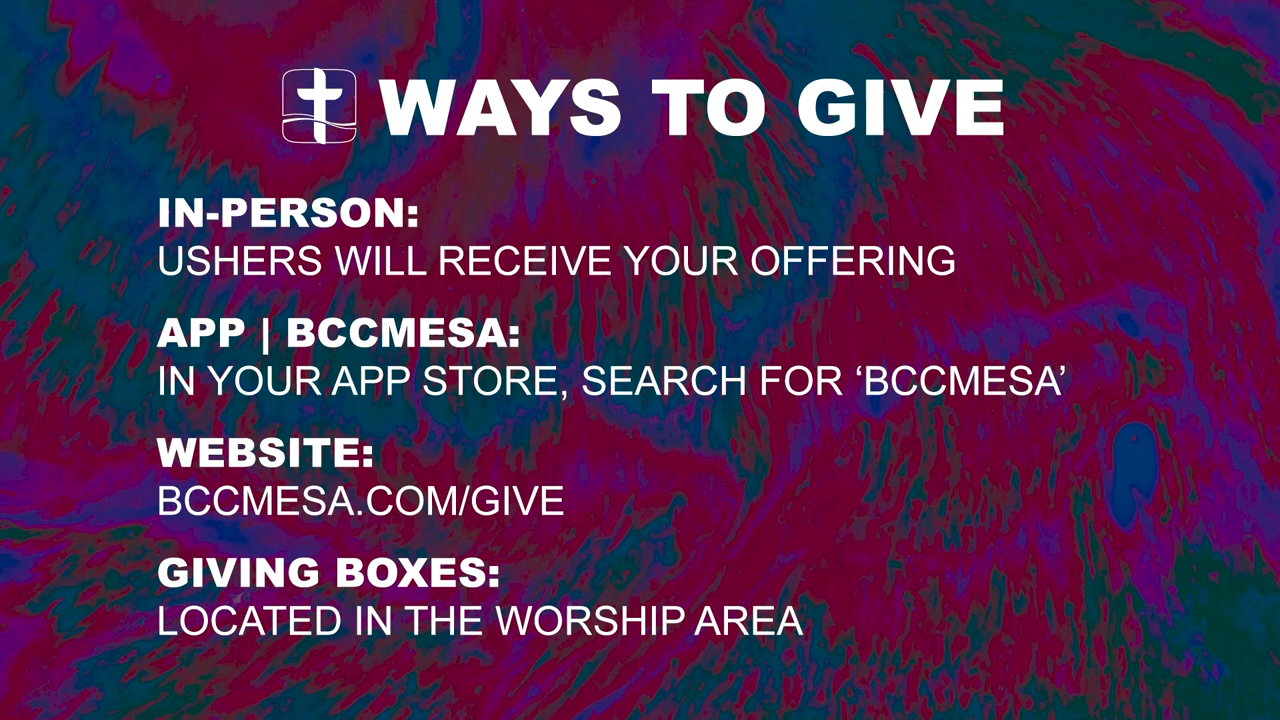 WAYS TO GIVE
IN-PERSON:
USHERS WILL RECEIVE YOUR OFFERING
APP | BCCMESA:
IN YOUR APP STORE, SEARCH FOR ‘BCCMESA’
WEBSITE:
BCCMESA.COM/GIVE
GIVING BOXES:
LOCATED IN THE WORSHIP AREA